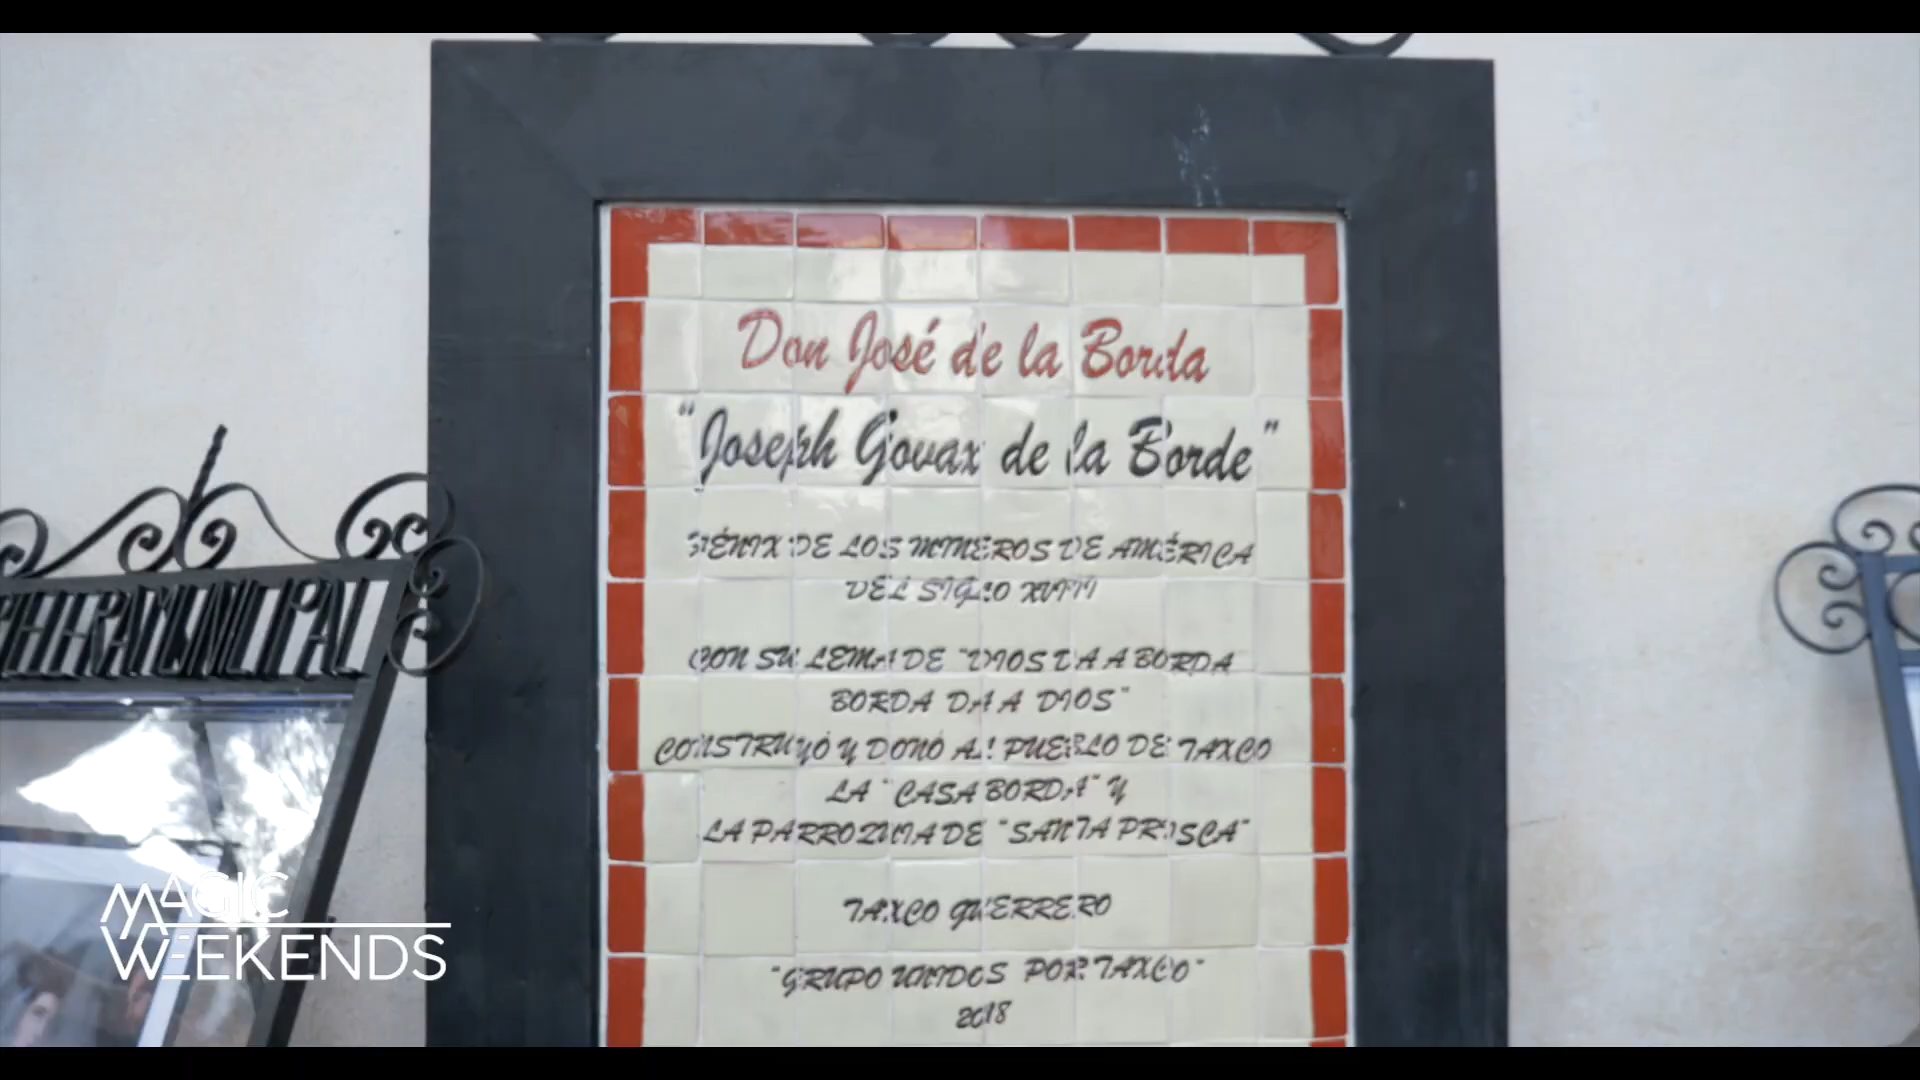 Don José de la Borda
"Joseph Gouax de la Borde"
FÉNIX DE LOS MINEROS DE AMÉRICA
DEL SIGLO XVIII
CON SU LEMA DE "DIOS DA A BORDA
BORDA DA A DIOS"
CONSTRUYÓ Y DONÓ AL PUEBLO DE TAXCO
LA "CASA BORDA" Y
LA PARROQUIA DE "SANTA PRISCA"
TAXCO GUERRERO
"GRUPO UNIDOS POR TAXCO"
2018
MUNICIPAL
MAGIC
WEEKENDS